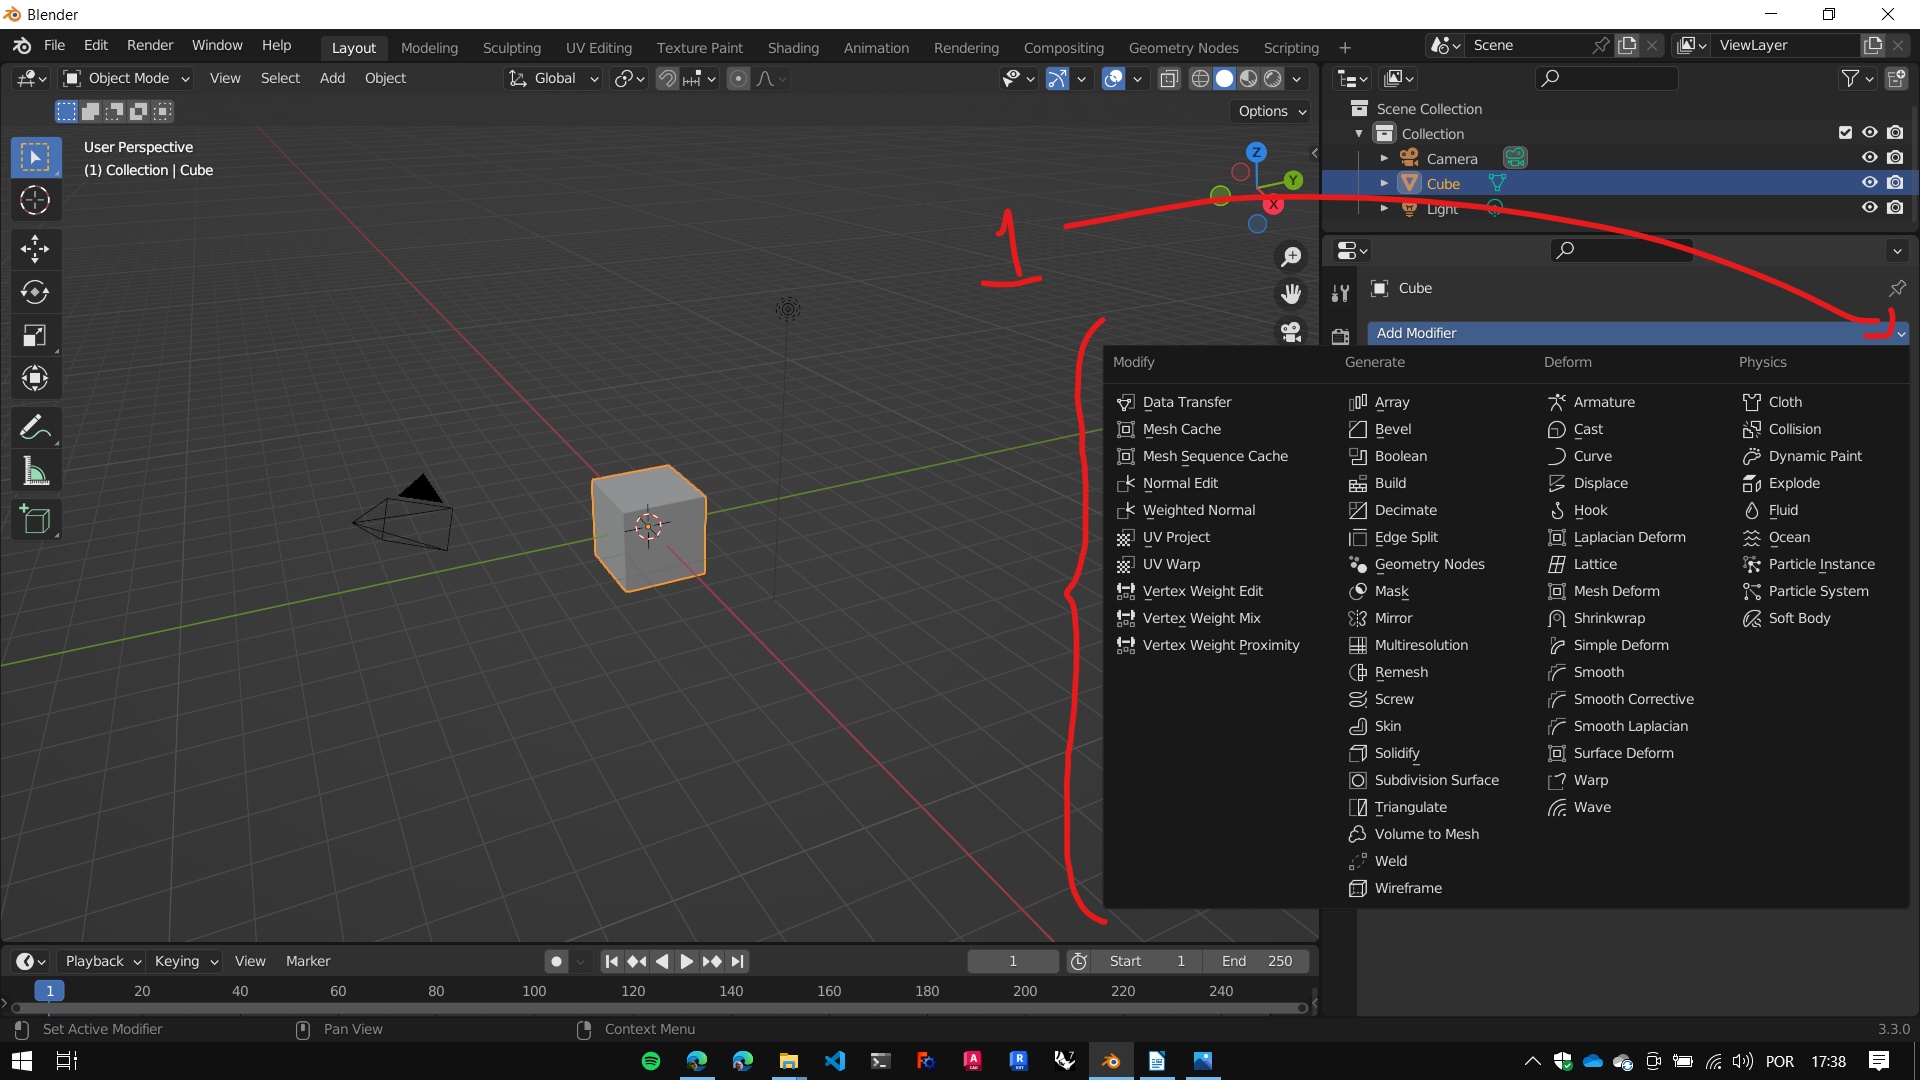 Blender
File Edit Render Window Help Layout Modeling Sculpting UV Editing Texture Paint Shading Animation Rendering Compositing Geometry Nodes Scripting + Scene ViewLayer
Object Mode View Select Add Object Global
Options
User Perspective
(1) Collection | Cube
Z
Y
X
1
Scene Collection
Collection
Camera
Cube
Light
Cube
Add Modifier
Modify
Data Transfer
Mesh Cache
Mesh Sequence Cache
Normal Edit
Weighted Normal
UV Project
UV Warp
Vertex Weight Edit
Vertex Weight Mix
Vertex Weight Proximity
Generate
Array
Bevel
Boolean
Build
Decimate
Edge Split
Geometry Nodes
Mask
Mirror
Multiresolution
Remesh
Screw
Skin
Solidify
Subdivision Surface
Triangulate
Volume to Mesh
Weld
Wireframe
Deform
Armature
Cast
Curve
Displace
Hook
Laplacian Deform
Lattice
Mesh Deform
Shrinkwrap
Simple Deform
Smooth
Smooth Corrective
Smooth Laplacian
Surface Deform
Warp
Wave
Physics
Cloth
Collision
Dynamic Paint
Explode
Fluid
Ocean
Particle Instance
Particle System
Soft Body
Playback Keying View Marker 1 Start 1 End 250
1 20 40 60 80 100 120 140 160 180 200 220 240
Set Active Modifier Pan View Context Menu 3.3.0
POR 17:38